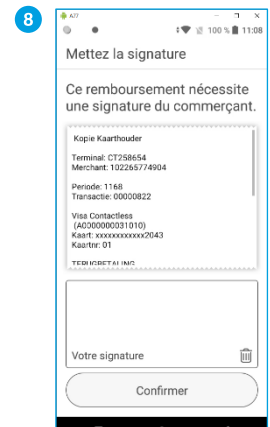 8
A77
100 % 11:08
Mettez la signature
Ce remboursement nécessite
une signature du commerçant.
Kopie Kaarthouder
Terminal: CT258654
Merchant: 102265774904
Periode: 1168
Transactie: 00000822
Visa Contactless
(A0000000031010)
Kaart: xxxxxxxxxxxx2043
Kaartnr: 01
TERUGBETALING
Votre signature
Confirmer